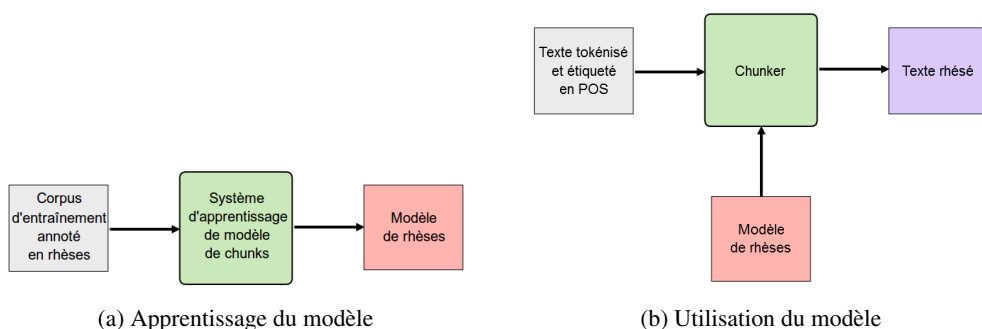 Corpus
d'entraînement
annoté
en rhèses
Système
d'apprentissage
de modèle
de chunks
Modèle
de rhèses
(a) Apprentissage du modèle
Texte tokénisé
et étiqueté
en POS
Chunker
Texte rhésé
Modèle
de rhèses
(b) Utilisation du modèle